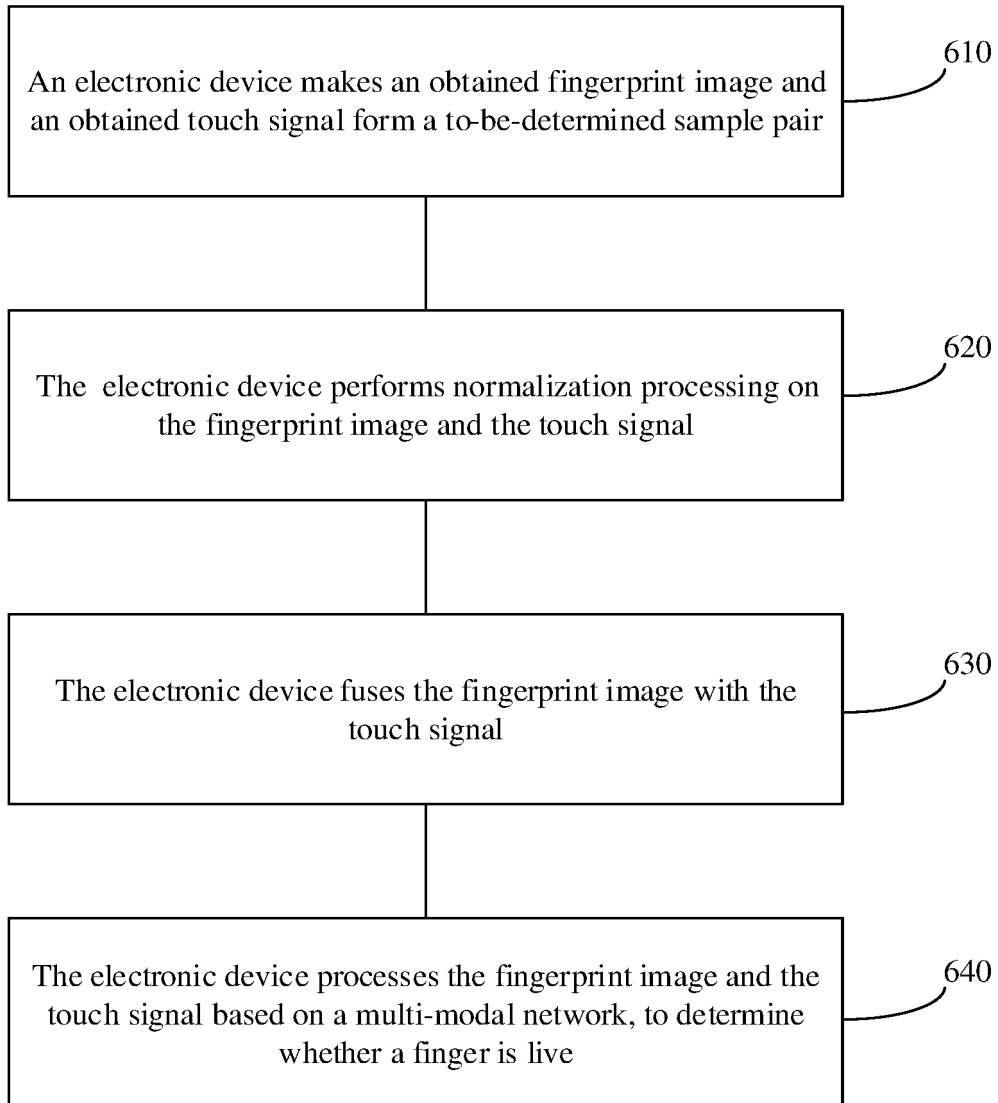 610
An electronic device makes an obtained fingerprint image and
an obtained touch signal form a to-be-determined sample pair
620
The electronic device performs normalization processing on
the fingerprint image and the touch signal
630
The electronic device fuses the fingerprint image with the
touch signal
640
The electronic device processes the fingerprint image and the
touch signal based on a multi-modal network, to determine
whether a finger is live